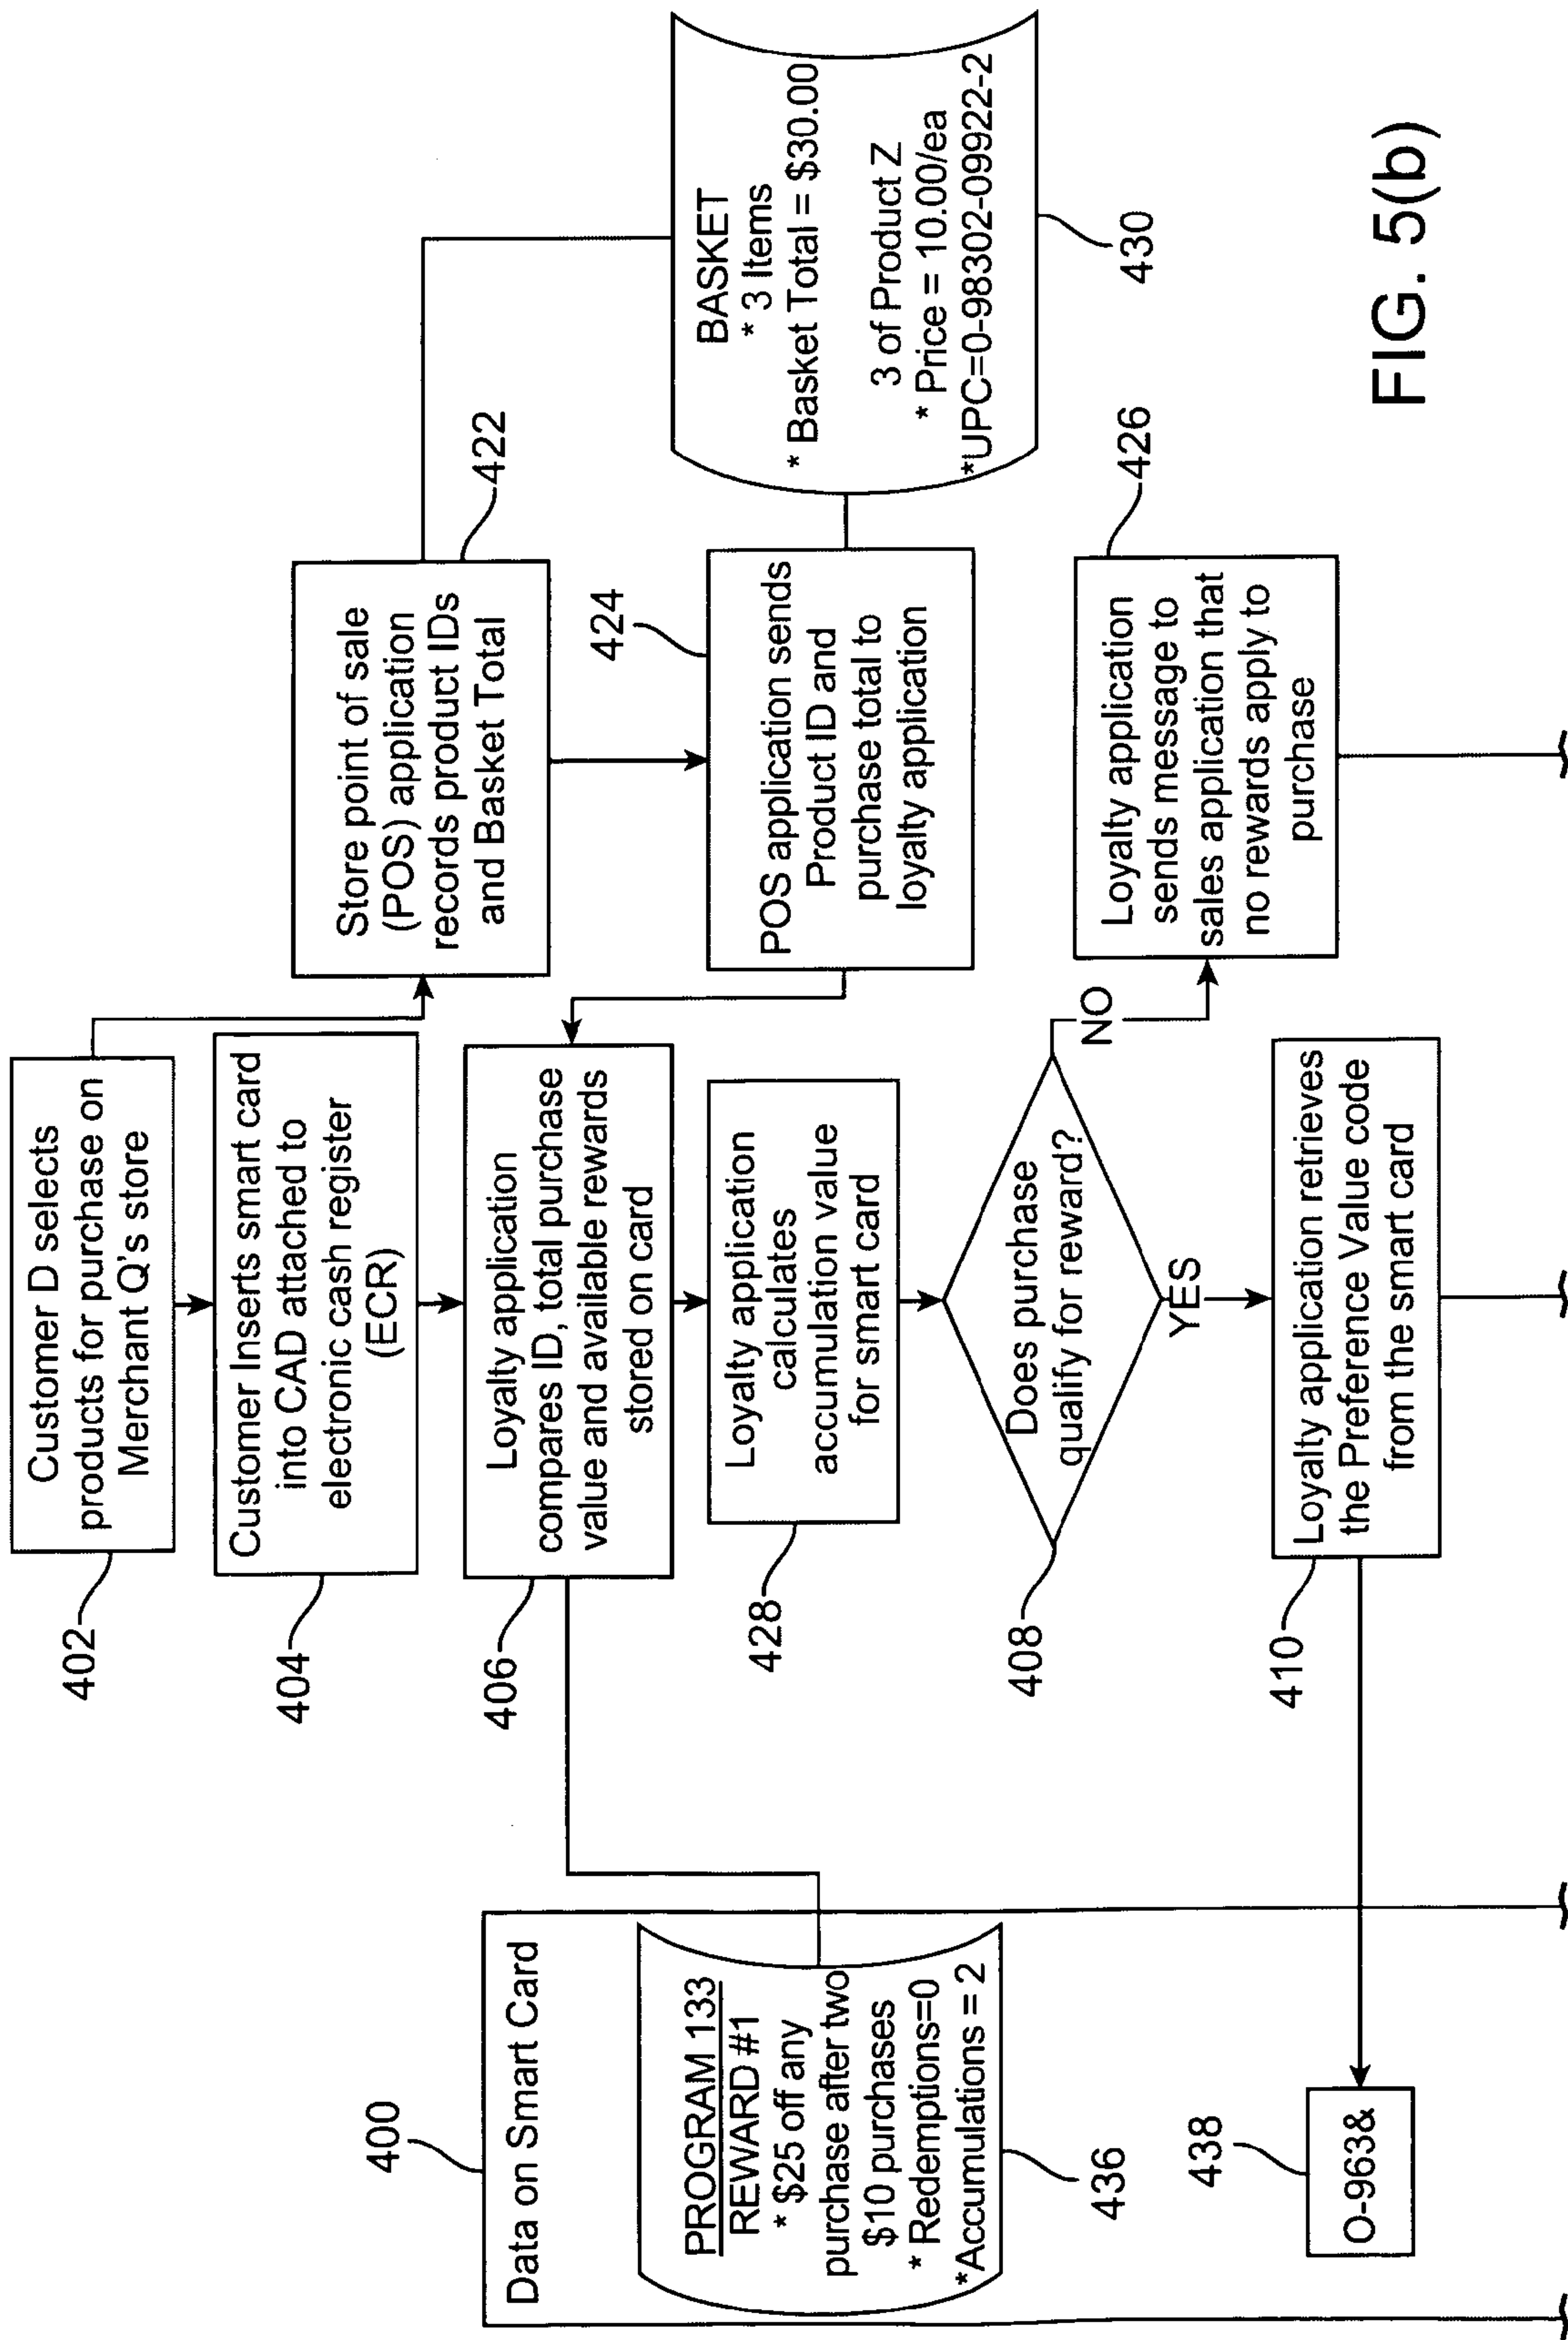 402
Customer D selects
products for purchase on
Merchant Q's store
404
Customer Inserts smart card
into CAD attached to
electronic cash register
(ECR)
Store point of sale
(POS) application
records product IDs
and Basket Total
422
400
Data on Smart Card
406
Loyalty application
compares ID, total purchase
value and available rewards
stored on card
424
POS application sends
Product ID and
purchase total to
loyalty application
BASKET
* 3 Items
* Basket Total = $30.00
3 of Product Z
* Price = 10.00/ea
*UPC=0-98302-09922-2
430
PROGRAM 133
REWARD #1
* $25 off any
purchase after two
$10 purchases
* Redemptions=0
*Accumulations = 2
436
428
Loyalty application
calculates
accumulation value
for smart card
408
Does purchase
qualify for reward?
NO
YES
426
Loyalty application
sends message to
sales application that
no rewards apply to
purchase
438
O-963&
410
Loyalty application retrieves
the Preference Value code
from the smart card
FIG. 5(b)